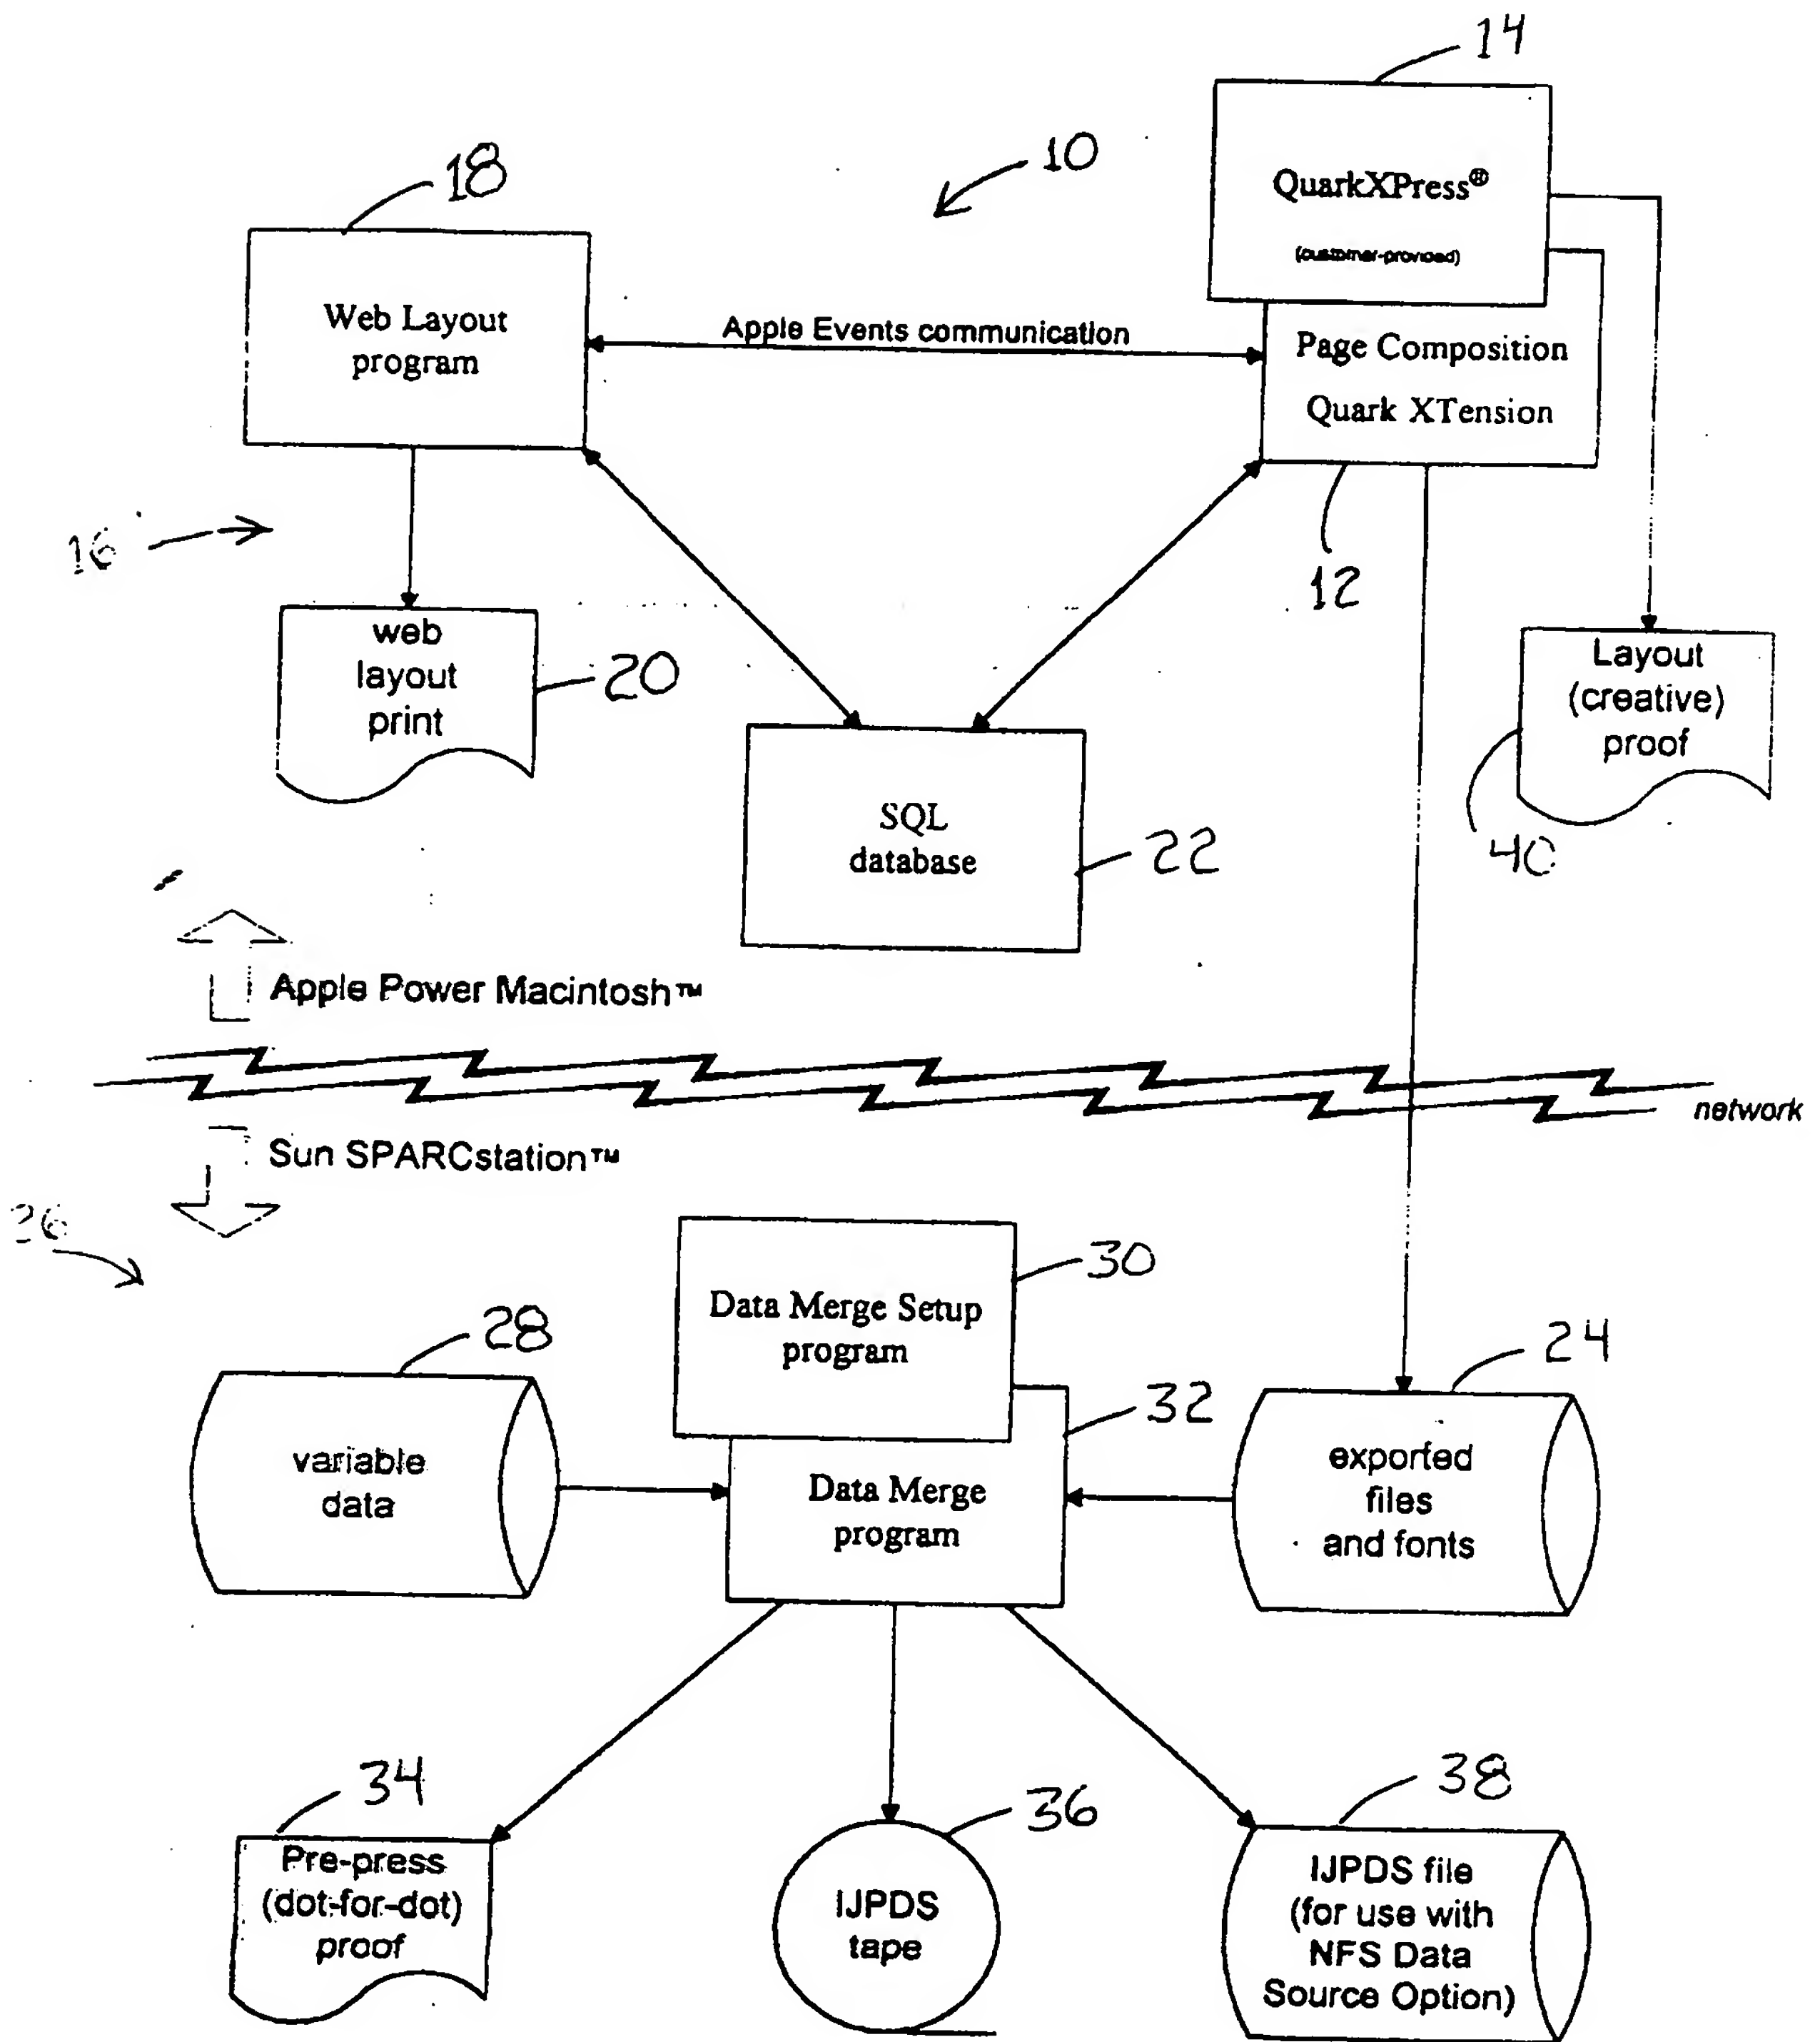 14
10
18
QuarkXPress®
(customer-provided)
Web Layout
program
Apple Events communication
Page Composition
Quark XTension
16
12
web
layout
print
20
Layout
(creative)
proof
40
SQL
database
22
Apple Power Macintosh™
network
Sun SPARCstation™
30
Data Merge Setup
program
28
24
32
variable
data
Data Merge
program
exported
files
and fonts
34
36
38
Pre-press
(dot-for-dot)
proof
IJPDS
tape
IJPDS file
(for use with
NFS Data
Source Option)